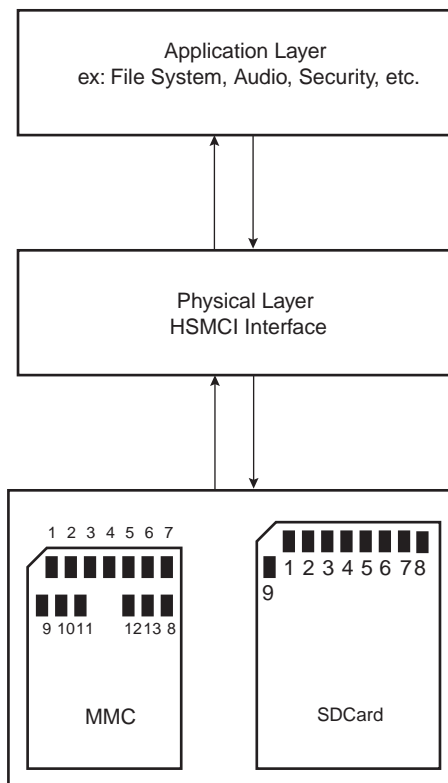 Application Layer
ex: File System, Audio, Security, etc.
Physical Layer
HSMCI Interface
1 2 3 4 5 6 7
9 10 11 12 13 8
MMC
1 2 3 4 5 6 7 8
9
SDCard